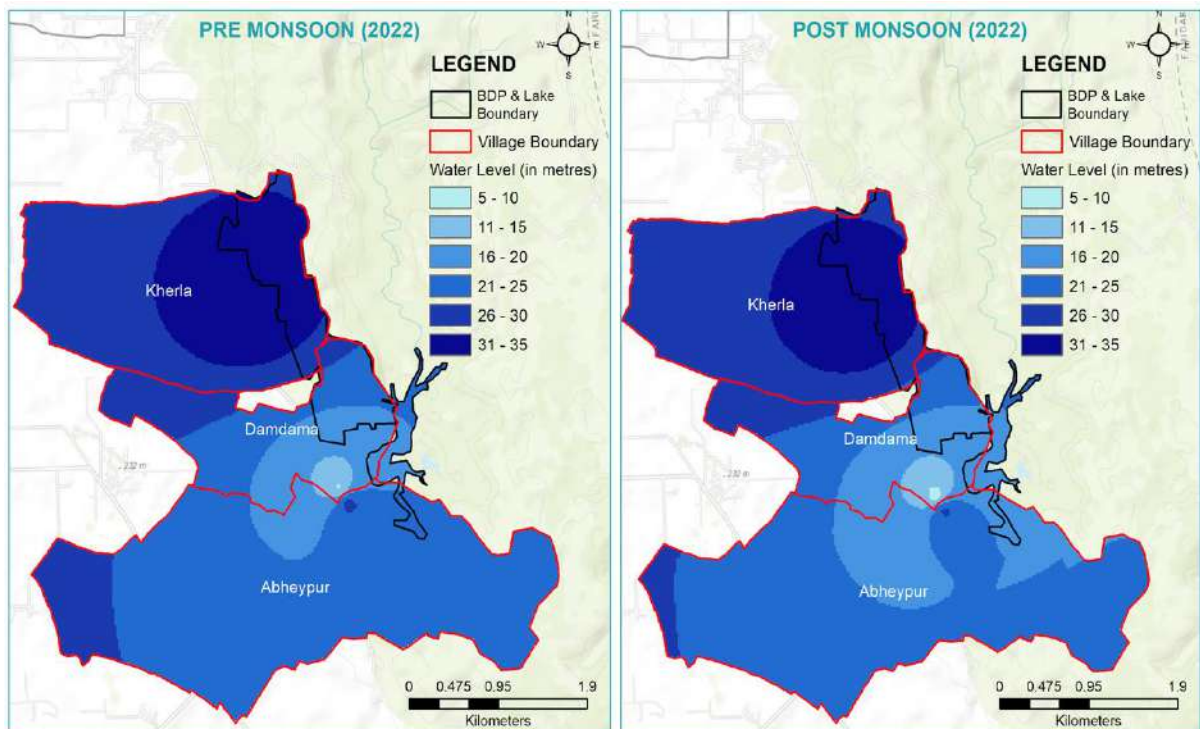 PRE MONSOON (2022)
N
W E
S
LEGEND
BDP & Lake
Boundary
Village Boundary
Water Level (in metres)
5 - 10
11 - 15
16 - 20
21 - 25
26 - 30
31 - 35
Kherla
Damdama
232 m
Abheypur
0 0.475 0.95 1.9
Kilometers
POST MONSOON (2022)
N
W E
S
LEGEND
BDP & Lake
Boundary
Village Boundary
Water Level (in metres)
5 - 10
11 - 15
16 - 20
21 - 25
26 - 30
31 - 35
Kherla
Damdama
232 m
Abheypur
0 0.475 0.95 1.9
Kilometers